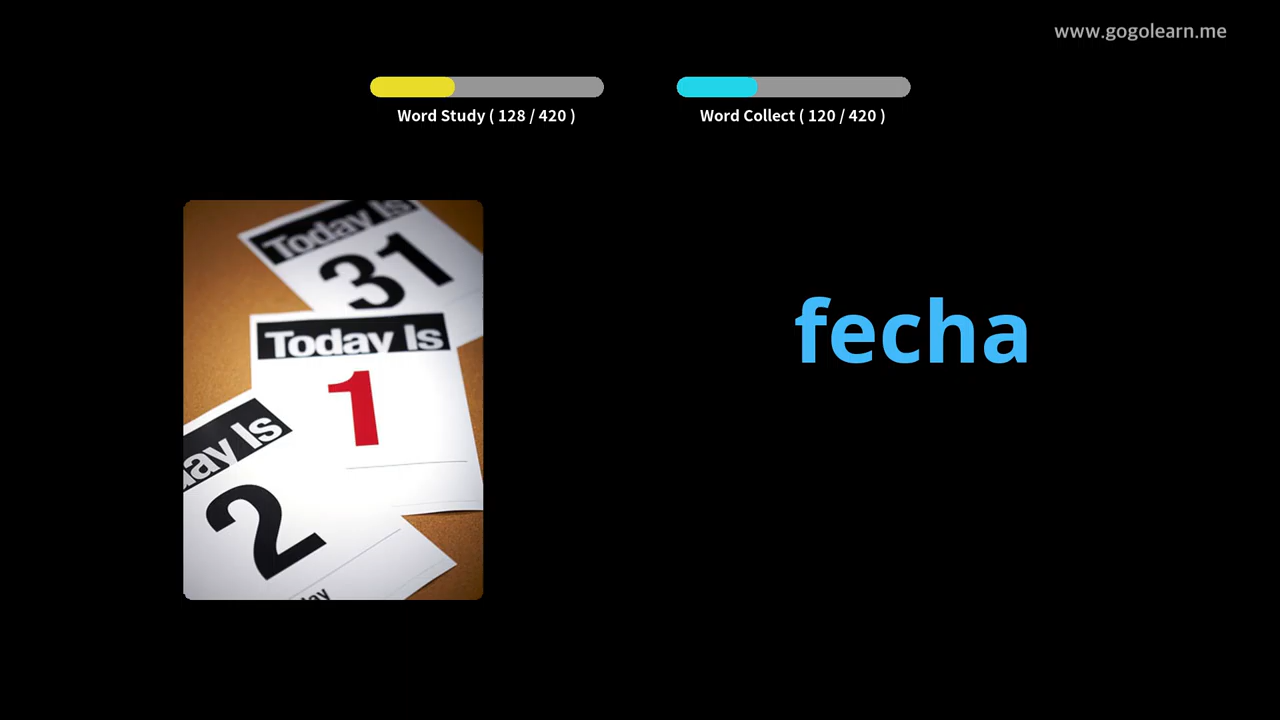 www.gogolearn.me
Word Study ( 128 / 420 )
Word Collect ( 120 / 420 )
Today Is
31
Today Is
1
fecha
ay Is
2
ay